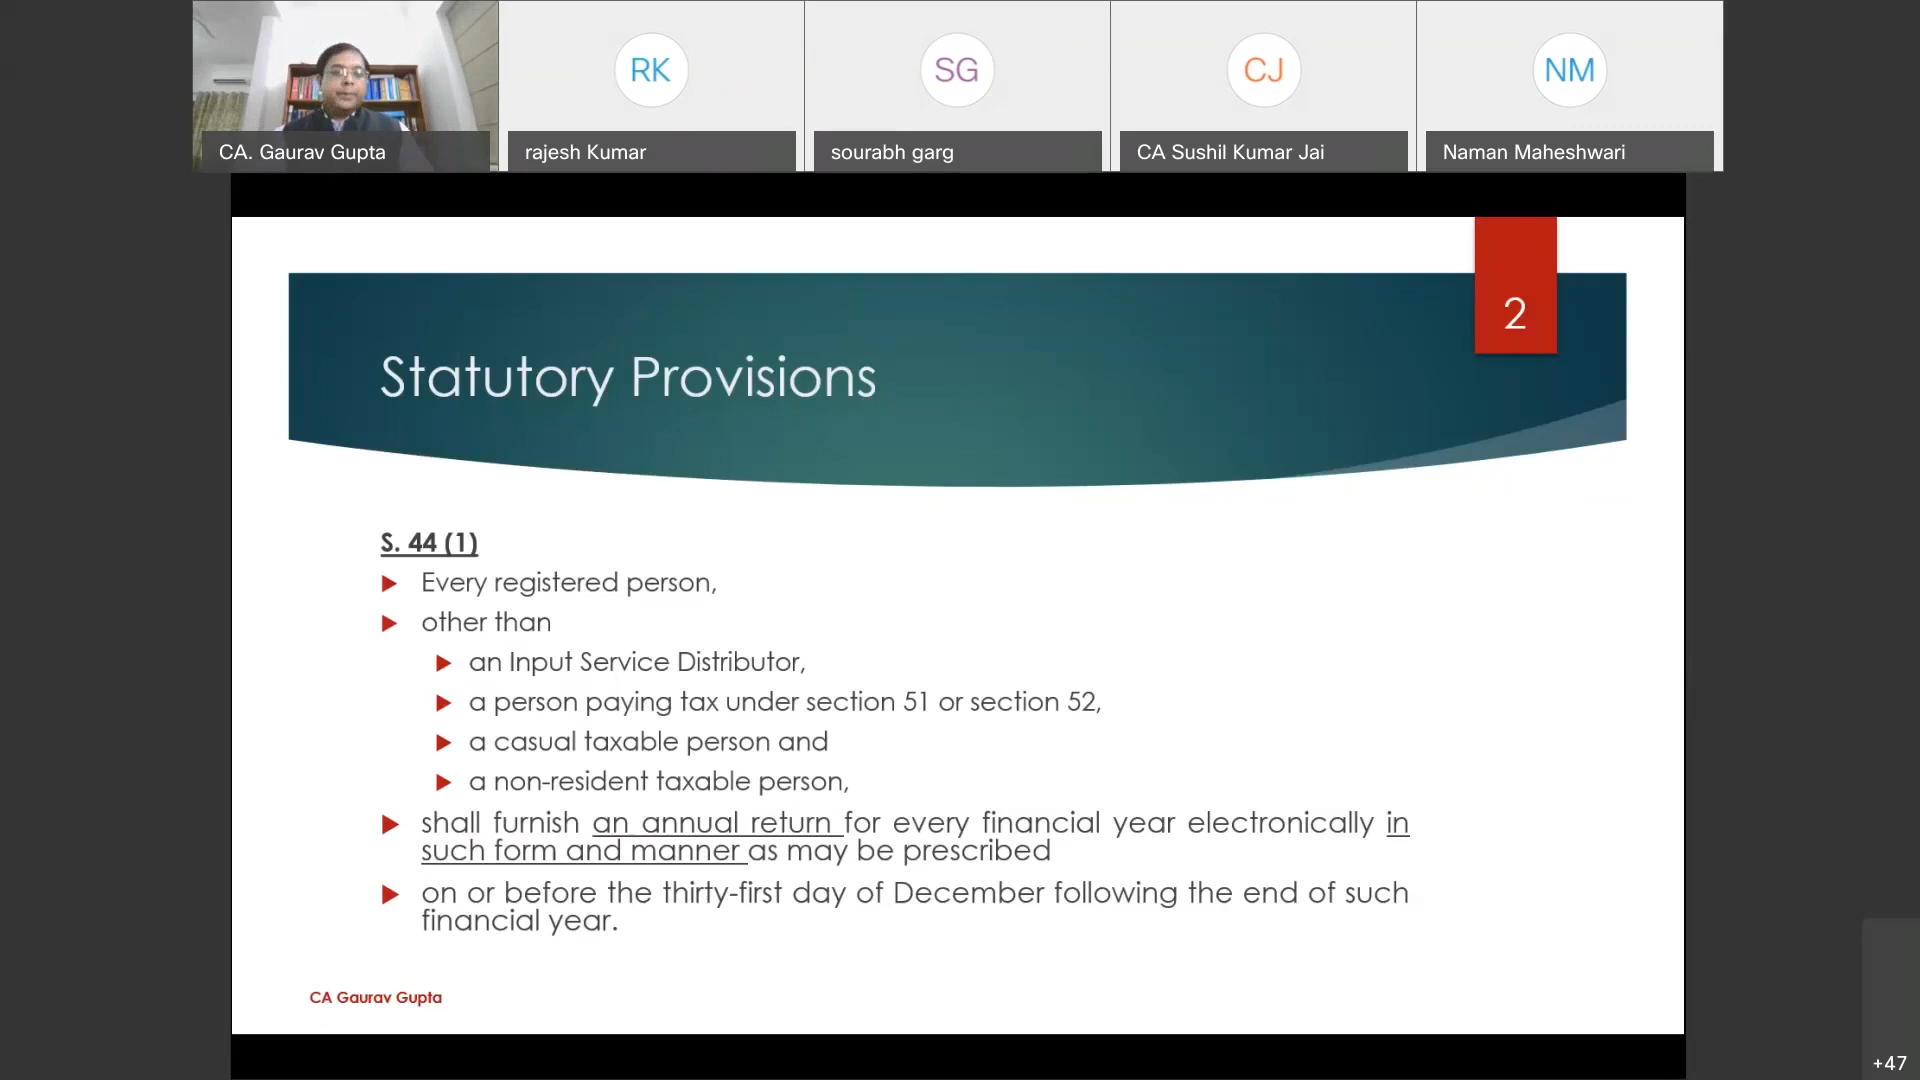 RK
SG
CJ
NM
CA. Gaurav Gupta
rajesh Kumar
sourabh garg
CA Sushil Kumar Jai
Naman Maheshwari
2
Statutory Provisions
S. 44 (1)
Every registered person,
other than
an Input Service Distributor,
a person paying tax under section 51 or section 52,
a casual taxable person and
a non-resident taxable person,
shall furnish an annual return for every financial year electronically in
such form and manner as may be prescribed
on or before the thirty-first day of December following the end of such
financial year.
CA Gaurav Gupta
+47